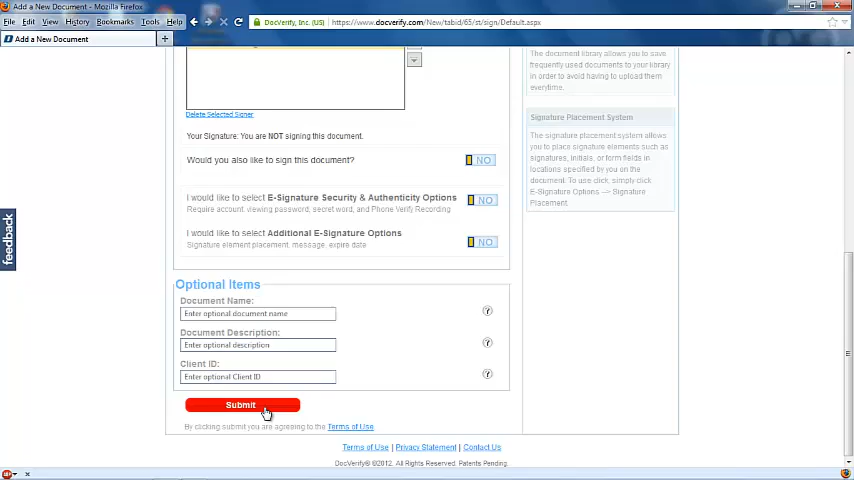 Add a New Document - Mozilla Firefox
File Edit View History Bookmarks Tools Help
DocVerify, Inc. (US) https://www.docverify.com/New/tabid/65/st/sign/Default.aspx
Add a New Document
The document library allows you to save
frequently used documents to your library
in order to avoid having to upload them
everytime.
Delete Selected Signer
Signature Placement System
Your Signature: You are NOT signing this document.
The signature placement system allows
you to place signature elements such as
signatures, initials, or form fields in
locations specified by you on the
document. To use click, simply click
E-Signature Options --> Signature
Placement.
Would you also like to sign this document?
NO
I would like to select E-Signature Security & Authenticity Options
Require account, viewing password, secret word, and Phone Verify Recording
NO
I would like to select Additional E-Signature Options
Signature element placement, message, expire date
NO
feedback
Optional Items
Document Name:
Enter optional document name
?
Document Description:
Enter optional description
?
Client ID:
Enter optional Client ID
?
Submit
By clicking submit you are agreeing to the Terms of Use
Terms of Use | Privacy Statement | Contact Us
DocVerify ©2012. All Rights Reserved. Patents Pending.